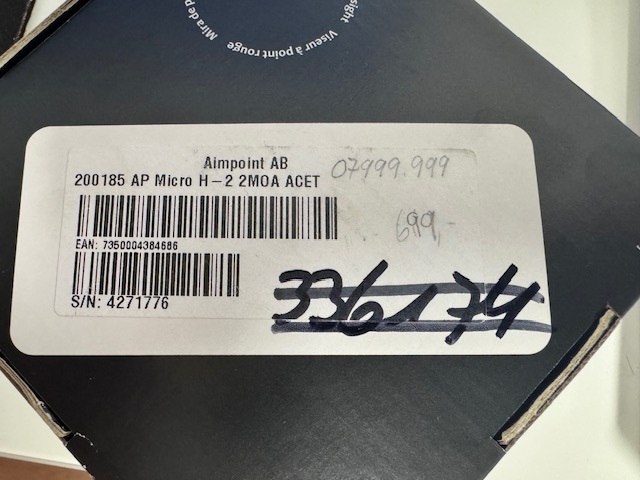 sight
Viseur à point rouge
Mira de p
Aimpoint AB
07999.999
200185 AP Micro H-2 2MOA ACET
699,-
EAN: 7350004384686
S/N: 4271776
336174